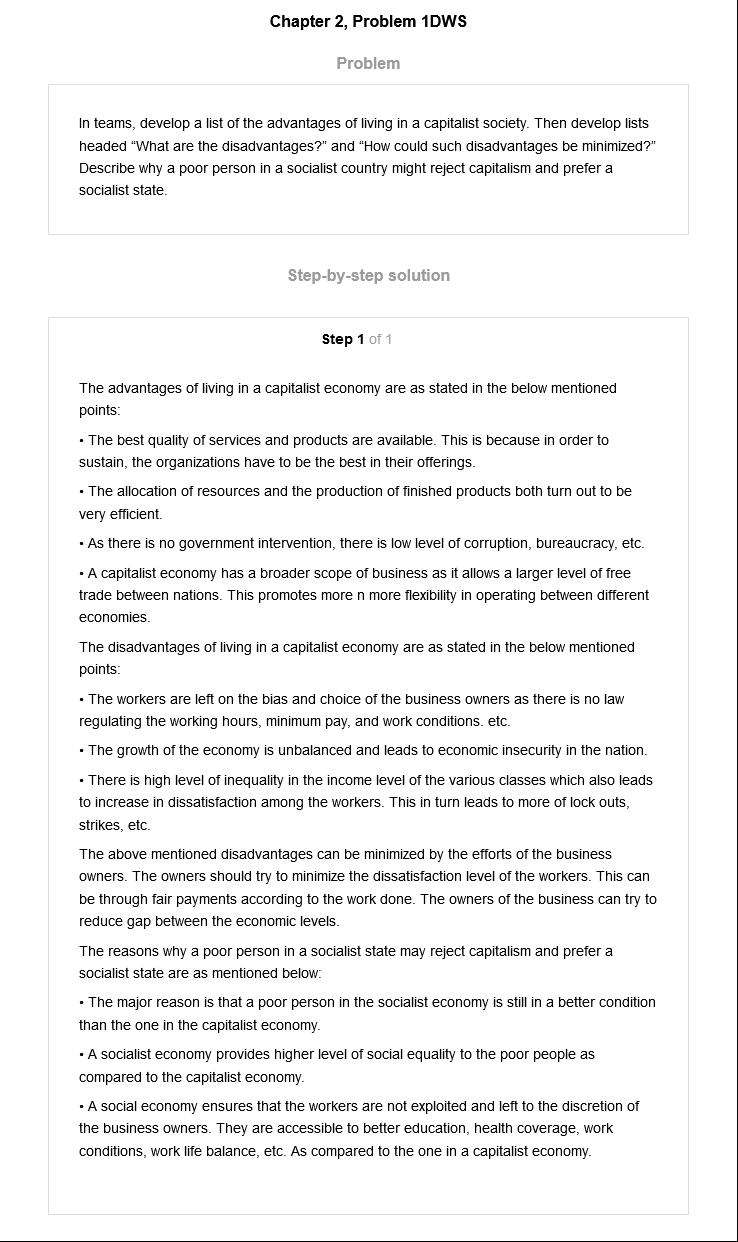 Chapter 2, Problem 1DWS
Problem
In teams, develop a list of the advantages of living in a capitalist society. Then develop lists
headed “What are the disadvantages?” and “How could such disadvantages be minimized?”
Describe why a poor person in a socialist country might reject capitalism and prefer a
socialist state.
Step-by-step solution
Step 1 of 1
The advantages of living in a capitalist economy are as stated in the below mentioned
points:
• The best quality of services and products are available. This is because in order to
sustain, the organizations have to be the best in their offerings.
• The allocation of resources and the production of finished products both turn out to be
very efficient.
• As there is no government intervention, there is low level of corruption, bureaucracy, etc.
• A capitalist economy has a broader scope of business as it allows a larger level of free
trade between nations. This promotes more n more flexibility in operating between different
economies.
The disadvantages of living in a capitalist economy are as stated in the below mentioned
points:
• The workers are left on the bias and choice of the business owners as there is no law
regulating the working hours, minimum pay, and work conditions. etc.
• The growth of the economy is unbalanced and leads to economic insecurity in the nation.
• There is high level of inequality in the income level of the various classes which also leads
to increase in dissatisfaction among the workers. This in turn leads to more of lock outs,
strikes, etc.
The above mentioned disadvantages can be minimized by the efforts of the business
owners. The owners should try to minimize the dissatisfaction level of the workers. This can
be through fair payments according to the work done. The owners of the business can try to
reduce gap between the economic levels.
The reasons why a poor person in a socialist state may reject capitalism and prefer a
socialist state are as mentioned below:
• The major reason is that a poor person in the socialist economy is still in a better condition
than the one in the capitalist economy.
• A socialist economy provides higher level of social equality to the poor people as
compared to the capitalist economy.
• A social economy ensures that the workers are not exploited and left to the discretion of
the business owners. They are accessible to better education, health coverage, work
conditions, work life balance, etc. As compared to the one in a capitalist economy.